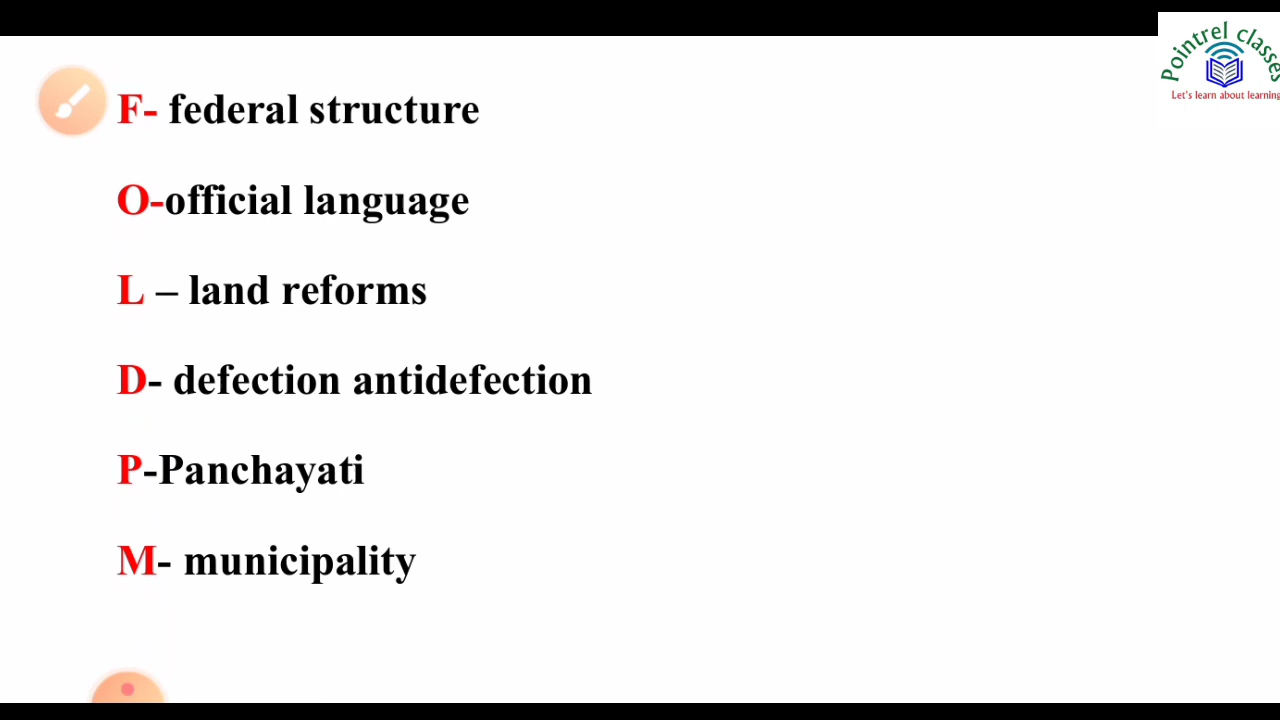 Pointrel classes
Let's learn about learning
F- federal structure
O-official language
L – land reforms
D- defection antidefection
P-Panchayati
M- municipality